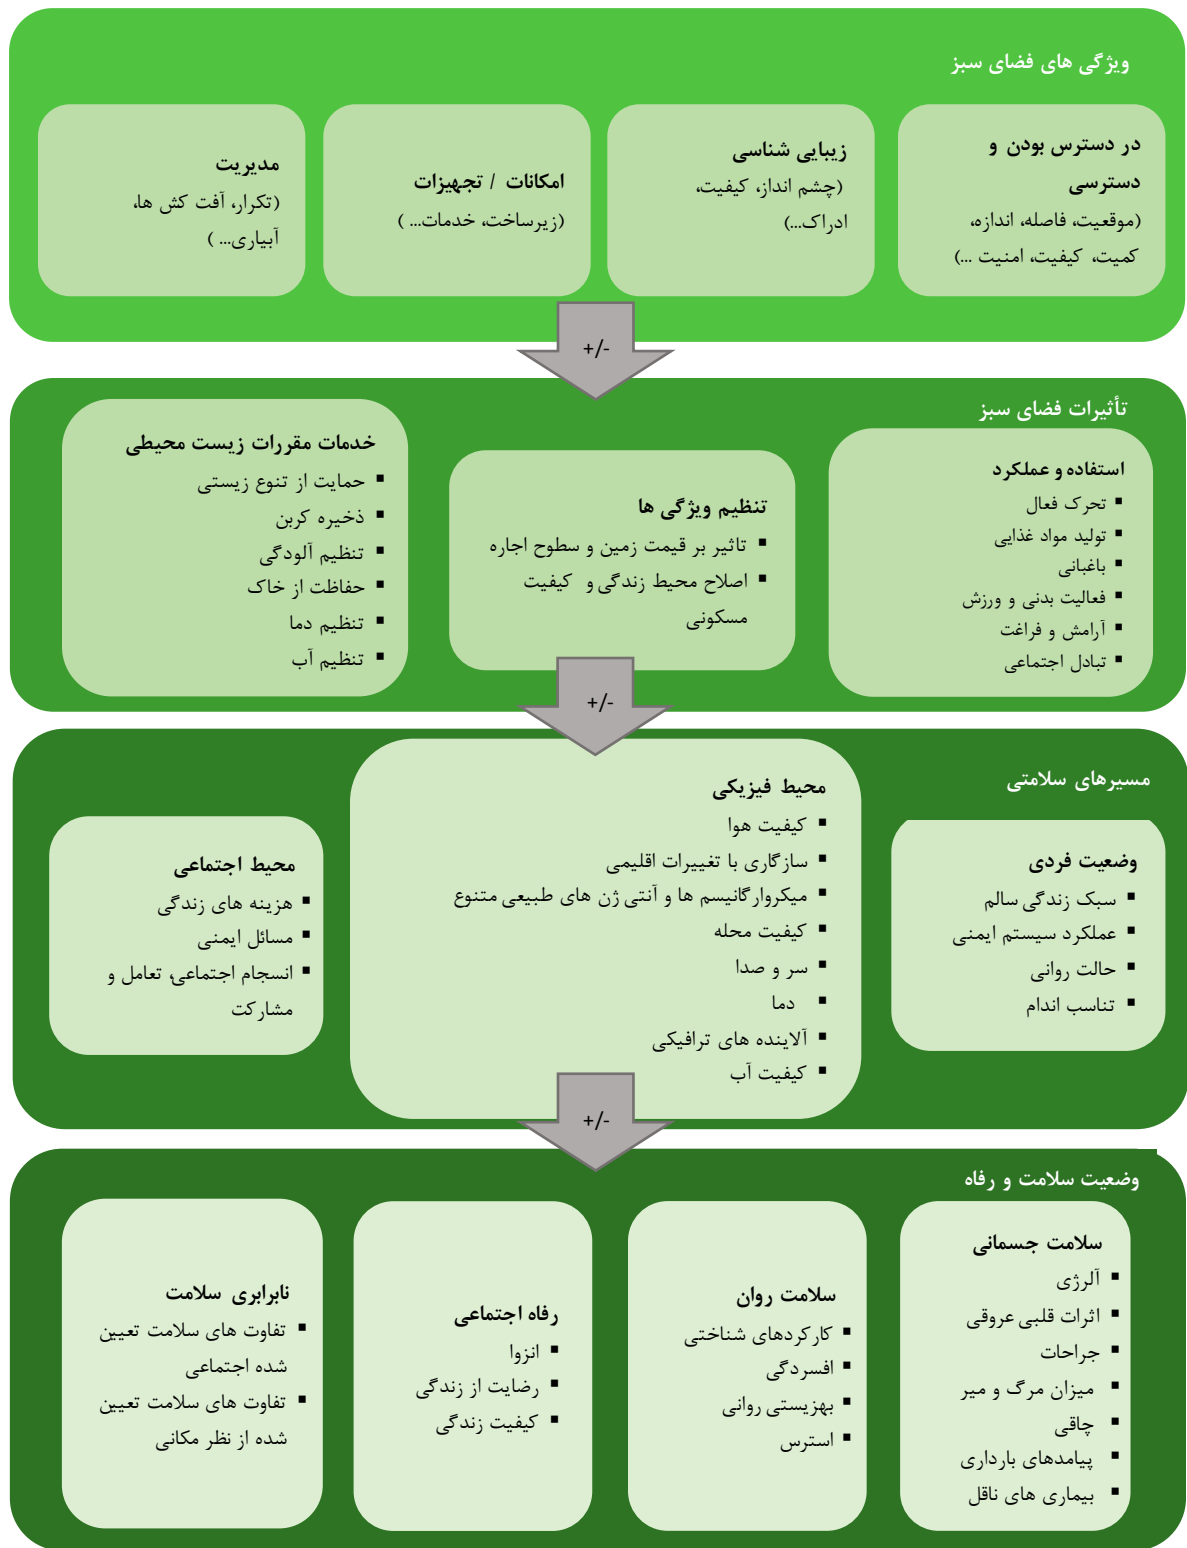 ویژگی های فضای سبز
در دسترس بودن و
دسترسی
(موقعیت، فاصله، اندازه،
کمیت، کیفیت، امنیت ...)
زیبایی شناسی
(چشم انداز، کیفیت،
ادراک...)
امکانات / تجهیزات
(زیرساخت، خدمات... )
مدیریت
(تکرار، آفت کش ها،
آبیاری... )
+/-
تأثیرات فضای سبز
استفاده و عملکرد
▪ تحرک فعال
▪ تولید مواد غذایی
▪ باغبانی
▪ فعالیت بدنی و ورزش
▪ آرامش و فراغت
▪ تبادل اجتماعی
تنظیم ویژگی ها
▪ تاثیر بر قیمت زمین و سطوح اجاره
▪ اصلاح محیط زندگی و کیفیت
مسکونی
خدمات مقررات زیست محیطی
▪ حمایت از تنوع زیستی
▪ ذخیره کربن
▪ تنظیم آلودگی
▪ حفاظت از خاک
▪ تنظیم دما
▪ تنظیم آب
+/-
مسیرهای سلامتی
وضعیت فردی
▪ سبک زندگی سالم
▪ عملکرد سیستم ایمنی
▪ حالت روانی
▪ تناسب اندام
محیط فیزیکی
▪ کیفیت هوا
▪ سازگاری با تغییرات اقلیمی
▪ میکروارگانیسم ها و آنتی ژن های طبیعی متنوع
▪ کیفیت محله
▪ سر و صدا
▪ دما
▪ آلاینده های ترافیکی
▪ کیفیت آب
محیط اجتماعی
▪ هزینه های زندگی
▪ مسائل ایمنی
▪ انسجام اجتماعی، تعامل و
مشارکت
+/-
وضعیت سلامت و رفاه
سلامت جسمانی
▪ آلرژی
▪ اثرات قلبی عروقی
▪ جراحات
▪ میزان مرگ و میر
▪ چاقی
▪ پیامدهای بارداری
▪ بیماری های ناقل
سلامت روان
▪ کارکردهای شناختی
▪ افسردگی
▪ بهزیستی روانی
▪ استرس
رفاه اجتماعی
▪ انزوا
▪ رضایت از زندگی
▪ کیفیت زندگی
نابرابری سلامت
▪ تفاوت های سلامت تعیین
شده اجتماعی
▪ تفاوت های سلامت تعیین
شده از نظر مکانی